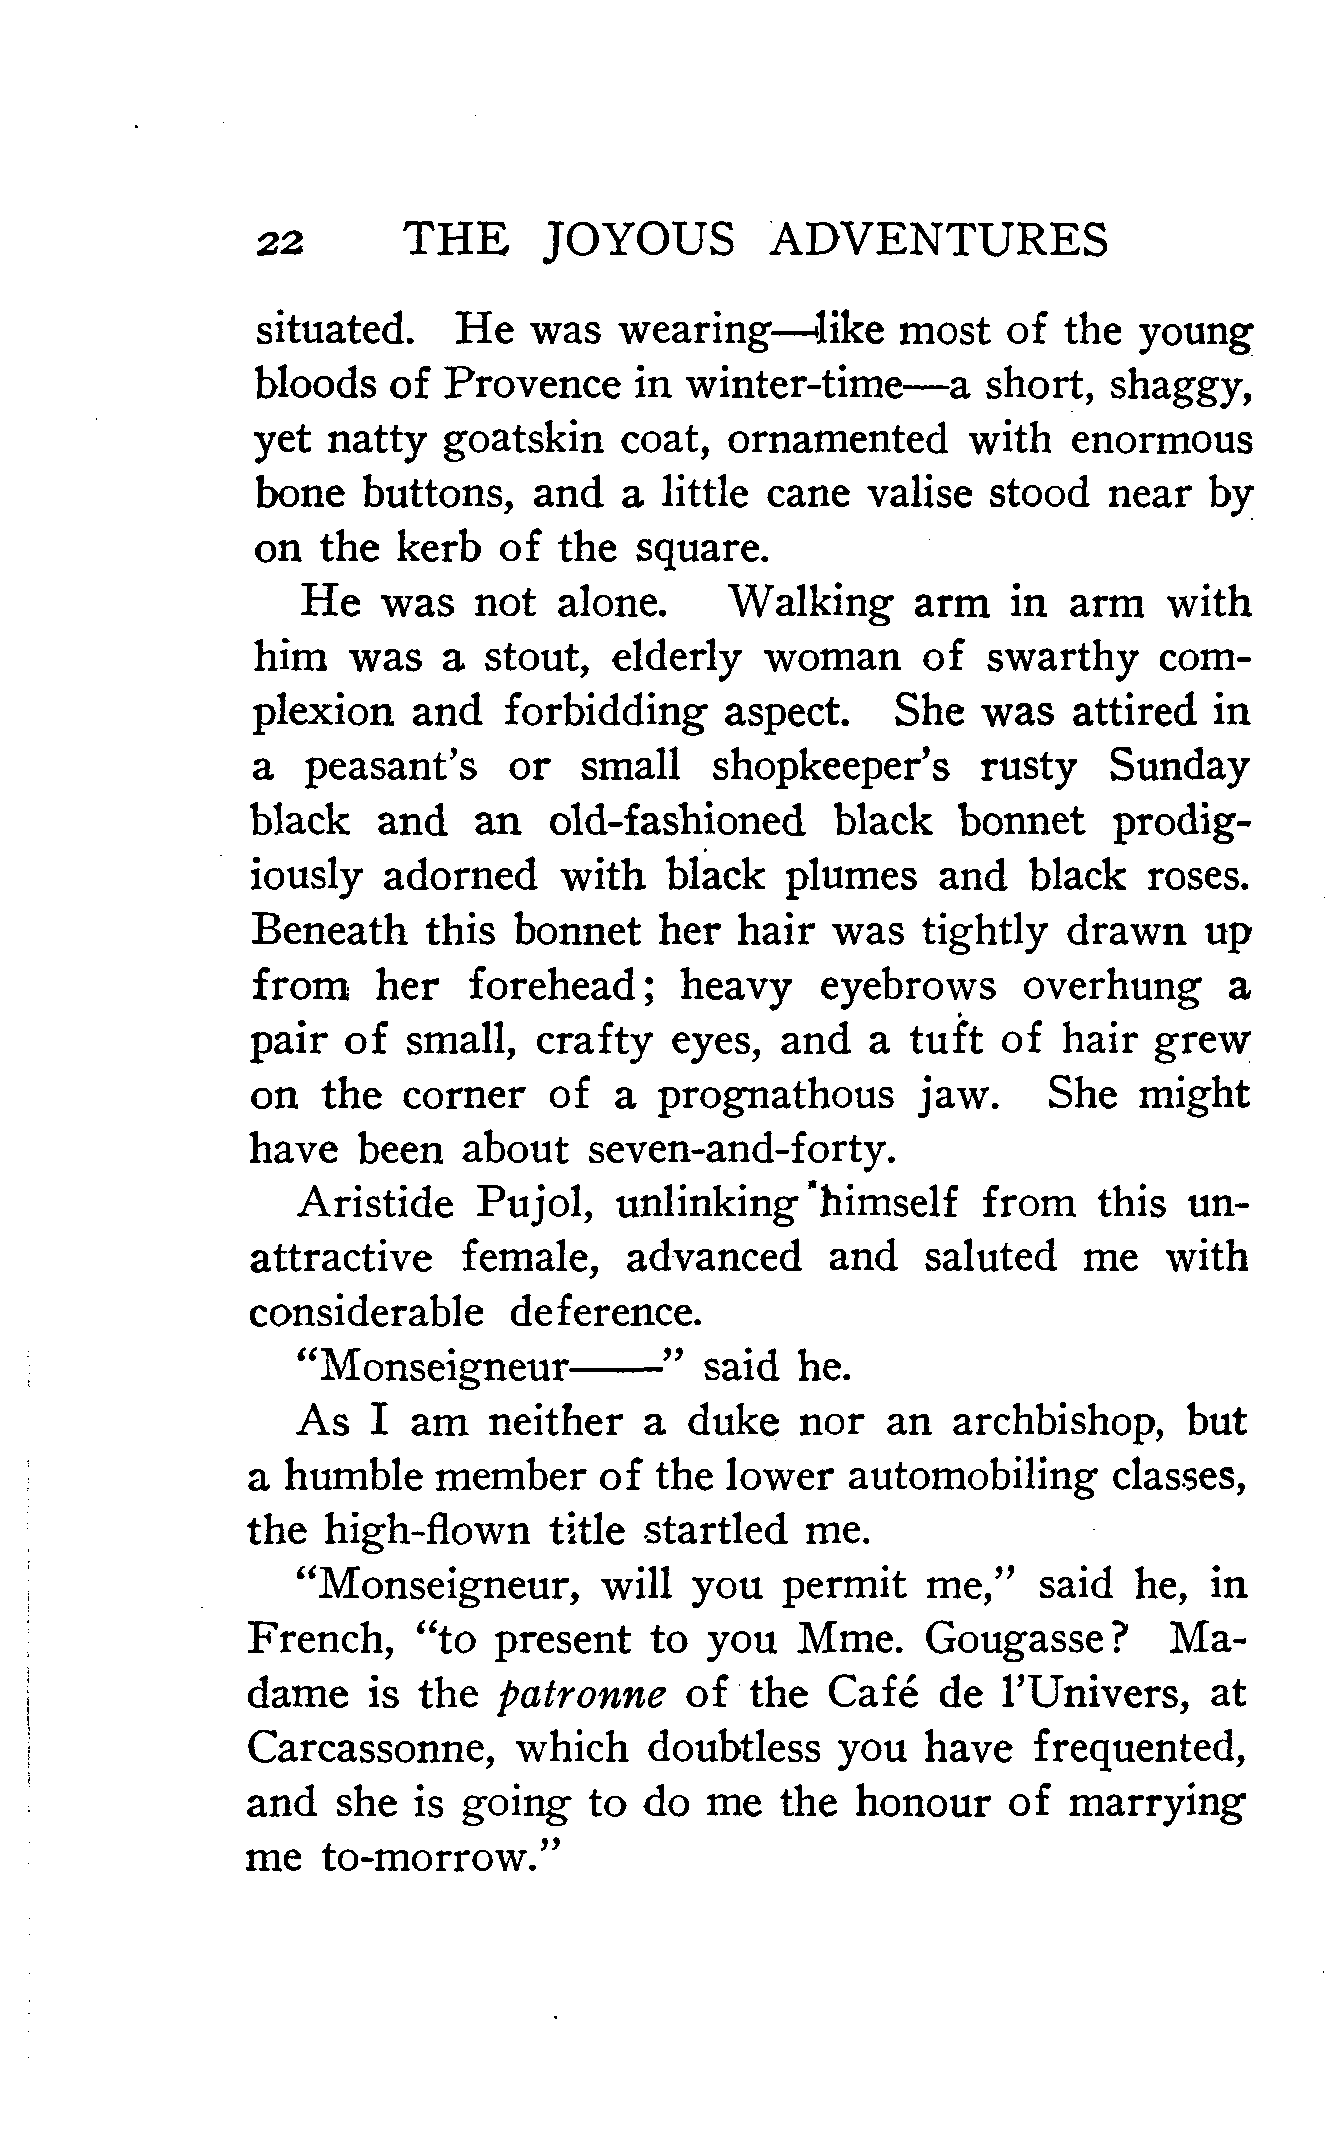 22 THE JOYOUS ADVENTURES
situated. He was wearing—like most of the young
bloods of Provence in winter-time—a short, shaggy,
yet natty goatskin coat, ornamented with enormous
bone buttons, and a little cane valise stood near by
on the kerb of the square.
He was not alone. Walking arm in arm with
him was a stout, elderly woman of swarthy com-
plexion and forbidding aspect. She was attired in
a peasant's or small shopkeeper's rusty Sunday
black and an old-fashioned black bonnet prodig-
iously adorned with black plumes and black roses.
Beneath this bonnet her hair was tightly drawn up
from her forehead; heavy eyebrows overhung a
pair of small, crafty eyes, and a tuft of hair grew
on the corner of a prognathous jaw. She might
have been about seven-and-forty.
Aristide Pujol, unlinking himself from this un-
attractive female, advanced and saluted me with
considerable deference.
“Monseigneur——” said he.
As I am neither a duke nor an archbishop, but
a humble member of the lower automobiling classes,
the high-flown title startled me.
“Monseigneur, will you permit me,” said he, in
French, “to present to you Mme. Gougasse? Ma-
dame is the patronne of the Café de l'Univers, at
Carcassonne, which doubtless you have frequented,
and she is going to do me the honour of marrying
me to-morrow.”